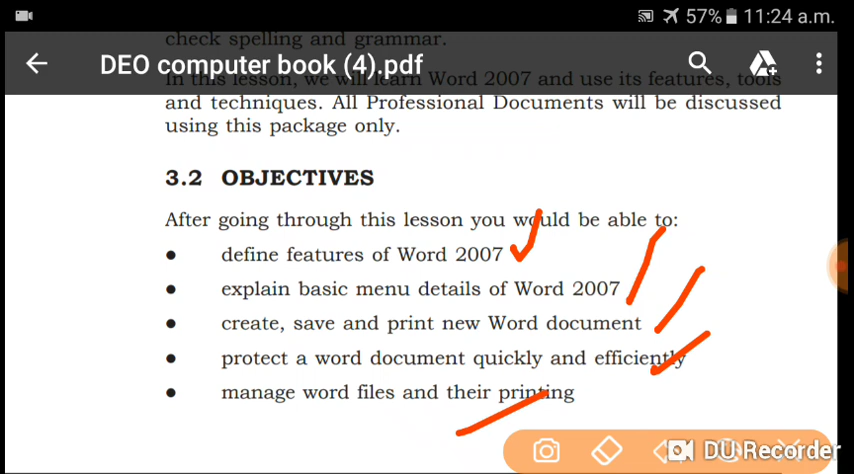 57% 11:24 a.m.
check spelling and grammar.
DEO computer book (4).pdf
In this lesson, we will learn Word 2007 and use its features, tools
and techniques. All Professional Documents will be discussed
using this package only.
3.2 OBJECTIVES
After going through this lesson you would be able to:
● define features of Word 2007
● explain basic menu details of Word 2007
● create, save and print new Word document
● protect a word document quickly and efficiently
● manage word files and their printing
DU Recorder